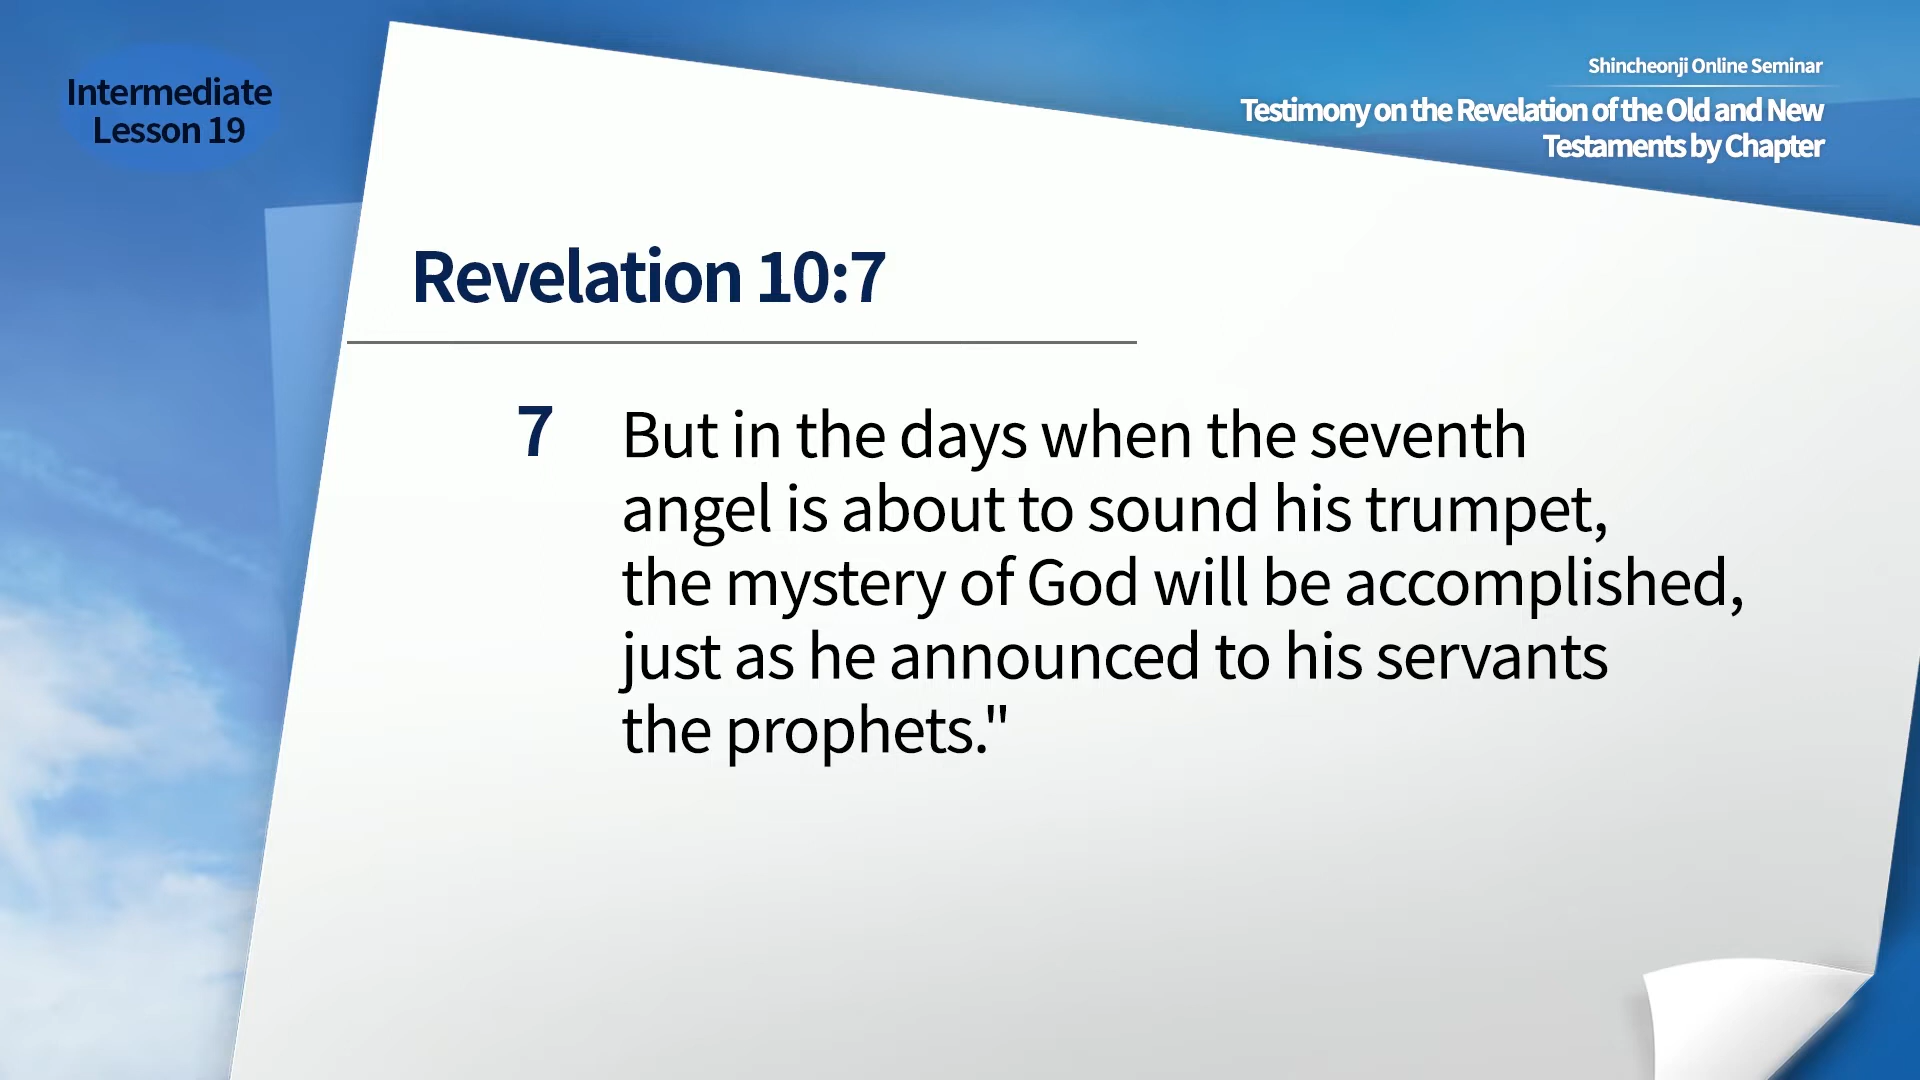 Intermediate
Lesson 19
Shincheonji Online Seminar
Testimony on the Revelation of the Old and New
Testaments by Chapter
Revelation 10:7
7 But in the days when the seventh
angel is about to sound his trumpet,
the mystery of God will be accomplished,
just as he announced to his servants
the prophets."